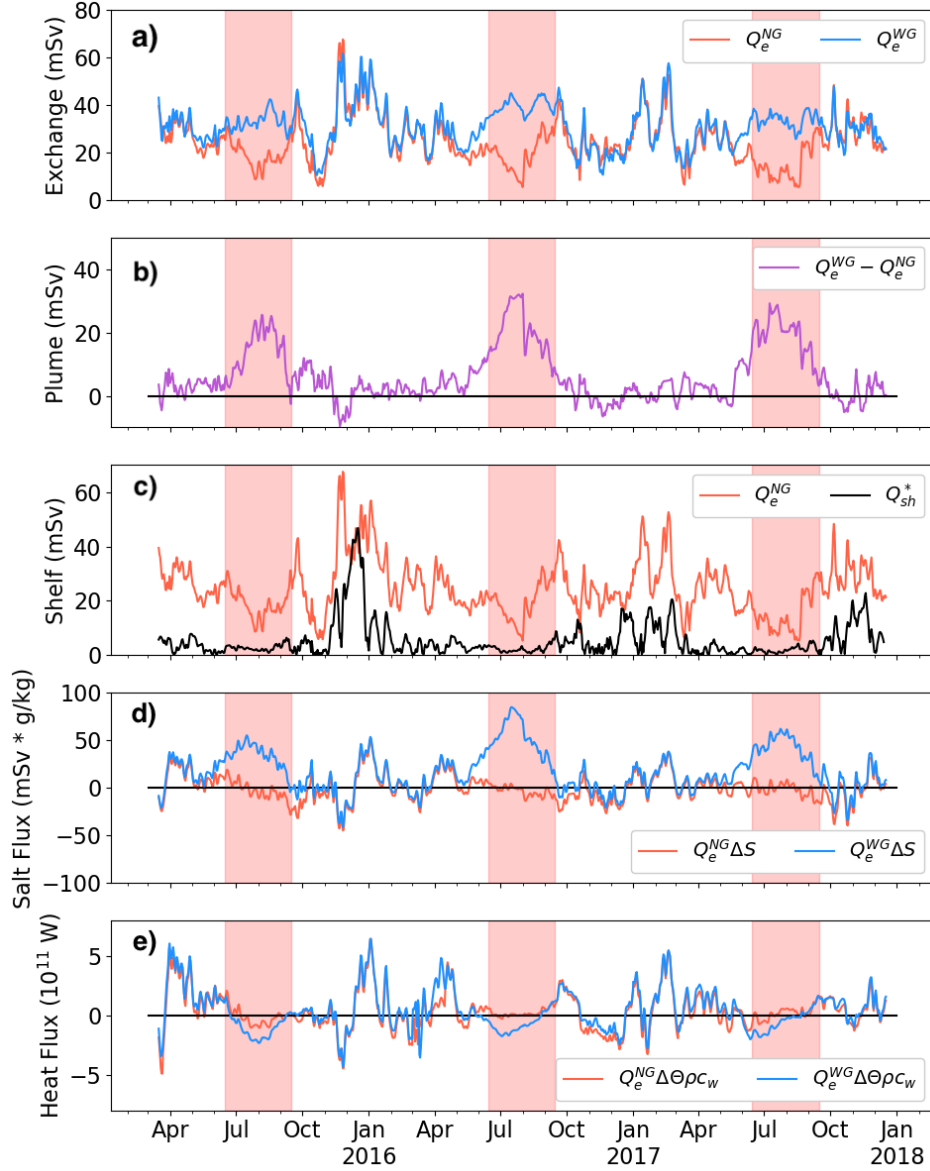 a)
Exchange (mSv)
80
60
40
20
0
Q_e^{NG} Q_e^{WG}
b)
Plume (mSv)
40
20
0
Q_e^{WG} − Q_e^{NG}
c)
Shelf (mSv)
60
40
20
0
Q_e^{NG} Q_{sh}^*
d)
Salt Flux (mSv * g/kg)
100
50
0
−50
−100
Q_e^{NG}ΔS Q_e^{WG}ΔS
e)
Heat Flux (10^{11} W)
5
0
−5
Q_e^{NG}ΔΘρc_w Q_e^{WG}ΔΘρc_w
Apr Jul Oct Jan Apr Jul Oct Jan Apr Jul Oct Jan
2016 2017 2018